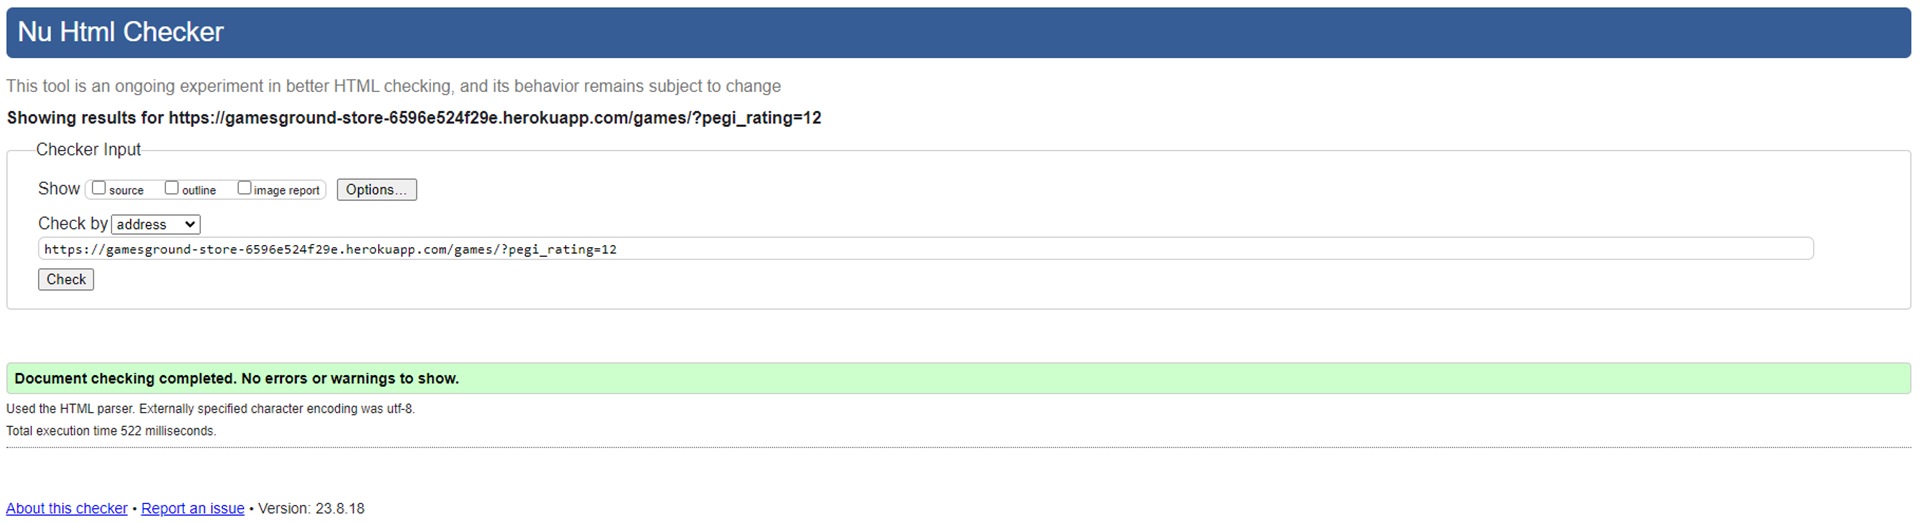 Nu Html Checker
This tool is an ongoing experiment in better HTML checking, and its behavior remains subject to change
Showing results for https://gamesground-store-6596e524f29e.herokuapp.com/games/?pegi_rating=12
Checker Input
Show source outline image report Options...
Check by address
https://gamesground-store-6596e524f29e.herokuapp.com/games/?pegi_rating=12
Check
Document checking completed. No errors or warnings to show.
Used the HTML parser. Externally specified character encoding was utf-8.
Total execution time 522 milliseconds.
About this checker • Report an issue • Version: 23.8.18